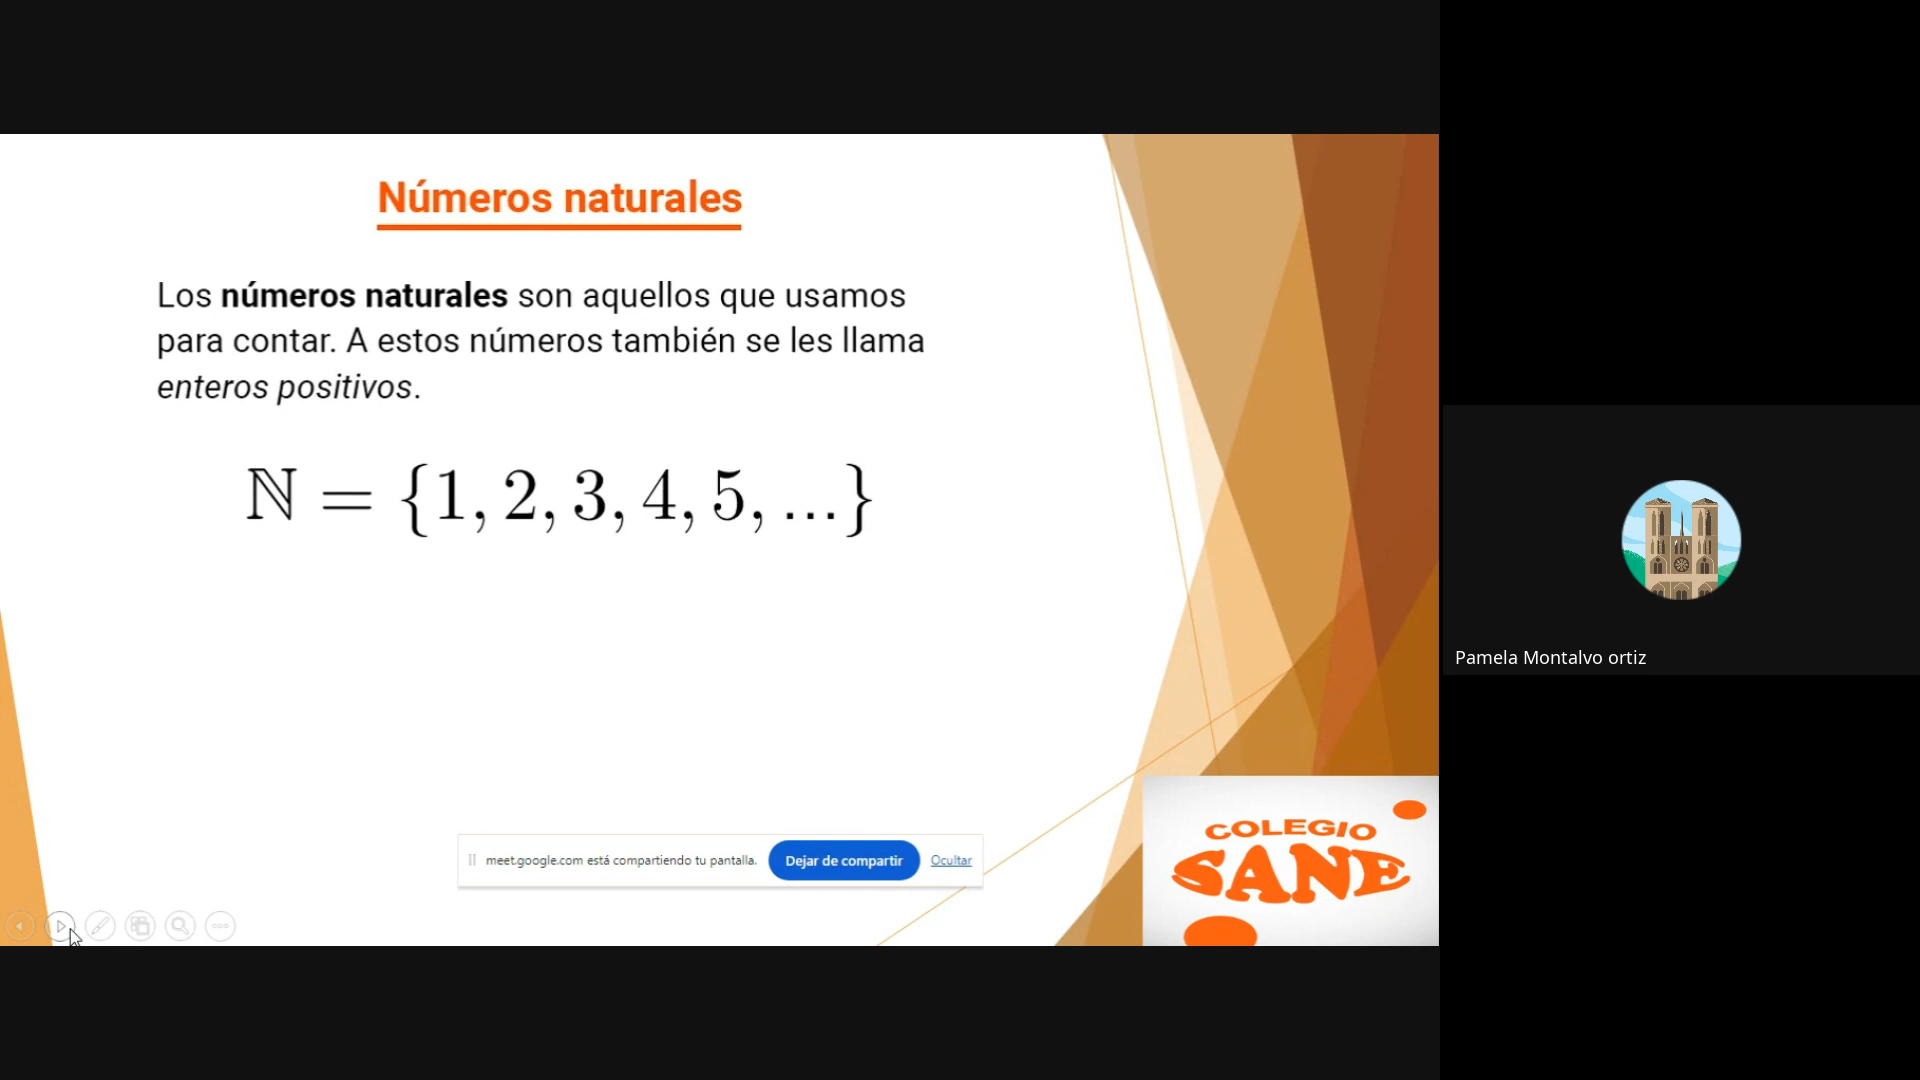 Números naturales
Los números naturales son aquellos que usamos
para contar. A estos números también se les llama
enteros positivos.
ℕ = {1, 2, 3, 4, 5, ...}
meet.google.com está compartiendo tu pantalla. Dejar de compartir Ocultar
COLEGIO
SANE
Pamela Montalvo ortiz